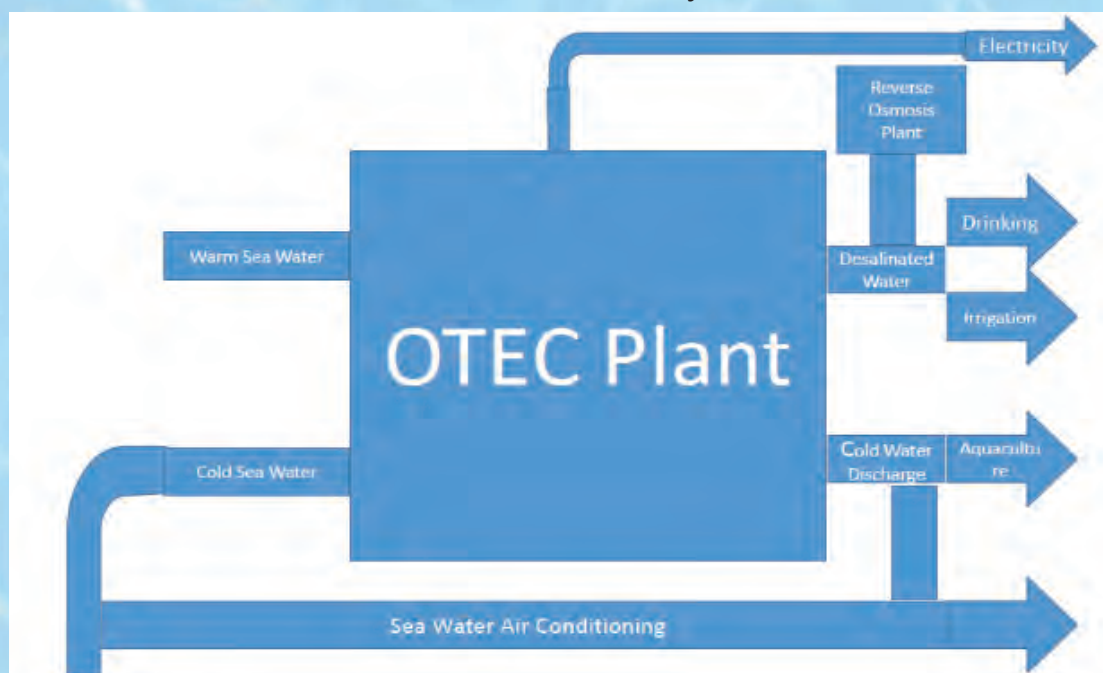 Electricity
Reverse
Osmosis
Plant
Drinking
Warm Sea Water
Desalinated
Water
Irrigation
OTEC Plant
Cold Water
Discharge
Aquacultu
re
Cold Sea Water
Sea Water Air Conditioning